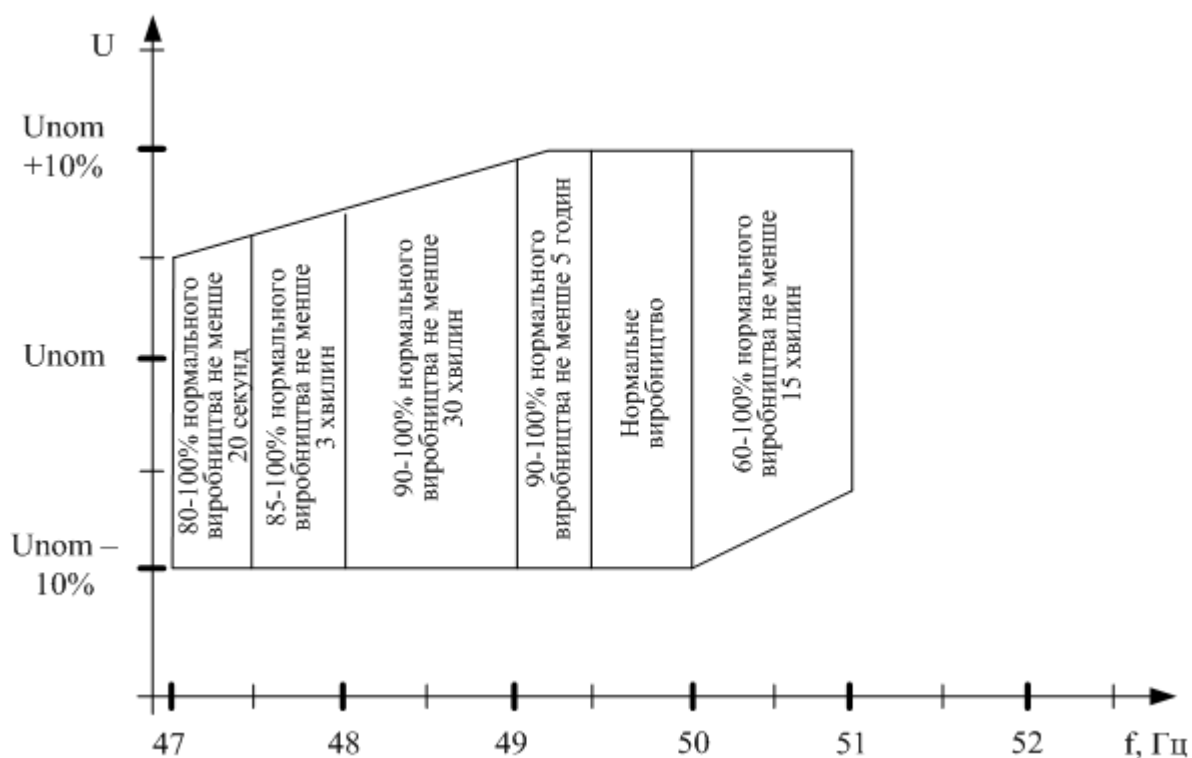 U
Unom
+10%
Unom
Unom –
10%
80-100% нормального
виробництва не менше
20 секунд
85-100% нормального
виробництва не менше
3 хвилин
90-100% нормального
виробництва не менше
30 хвилин
90-100% нормального
виробництва не менше 5 годин
Нормальне
виробництво
60-100% нормального
виробництва не менше
15 хвилин
47 48 49 50 51 52 f, Гц